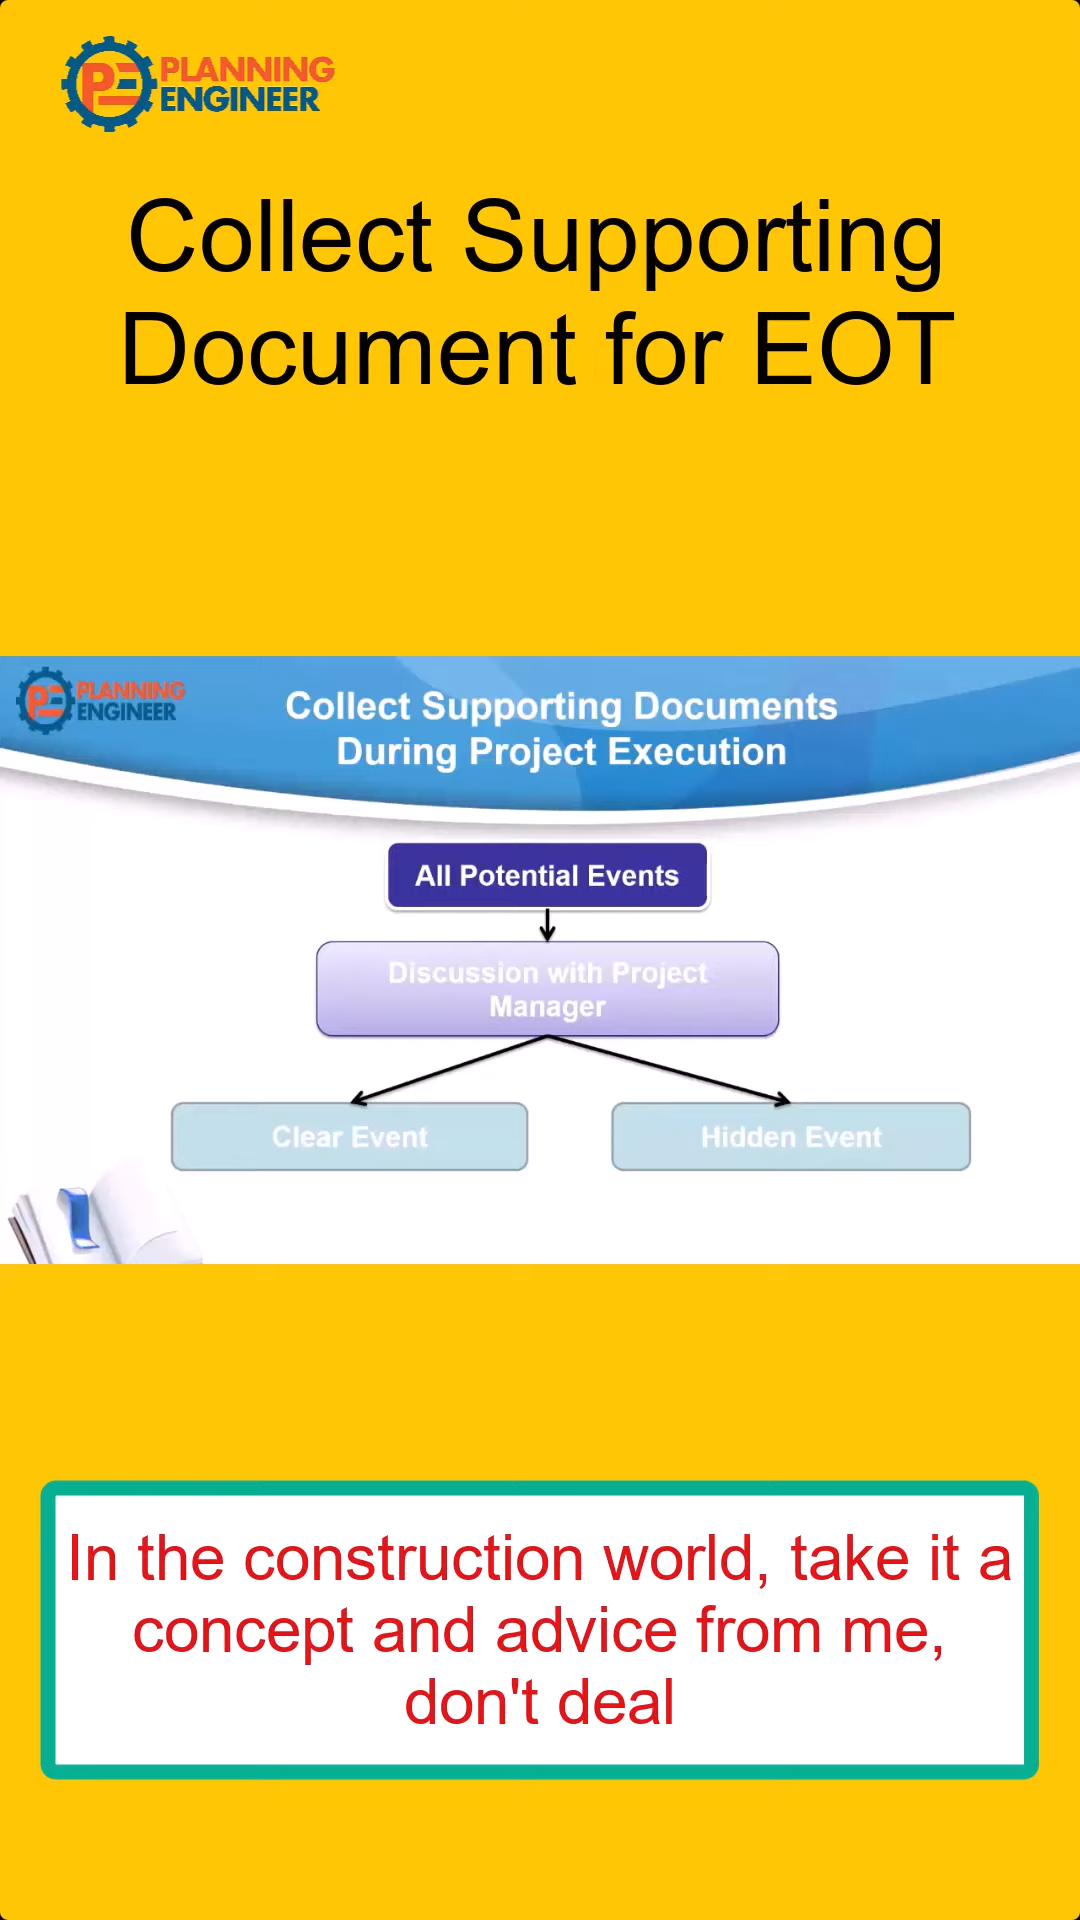 PLANNING
ENGINEER
Collect Supporting
Document for EOT
PLANNING
ENGINEER
Collect Supporting Documents
During Project Execution
All Potential Events
Discussion with Project
Manager
Clear Event
Hidden Event
In the construction world, take it a
concept and advice from me,
don't deal